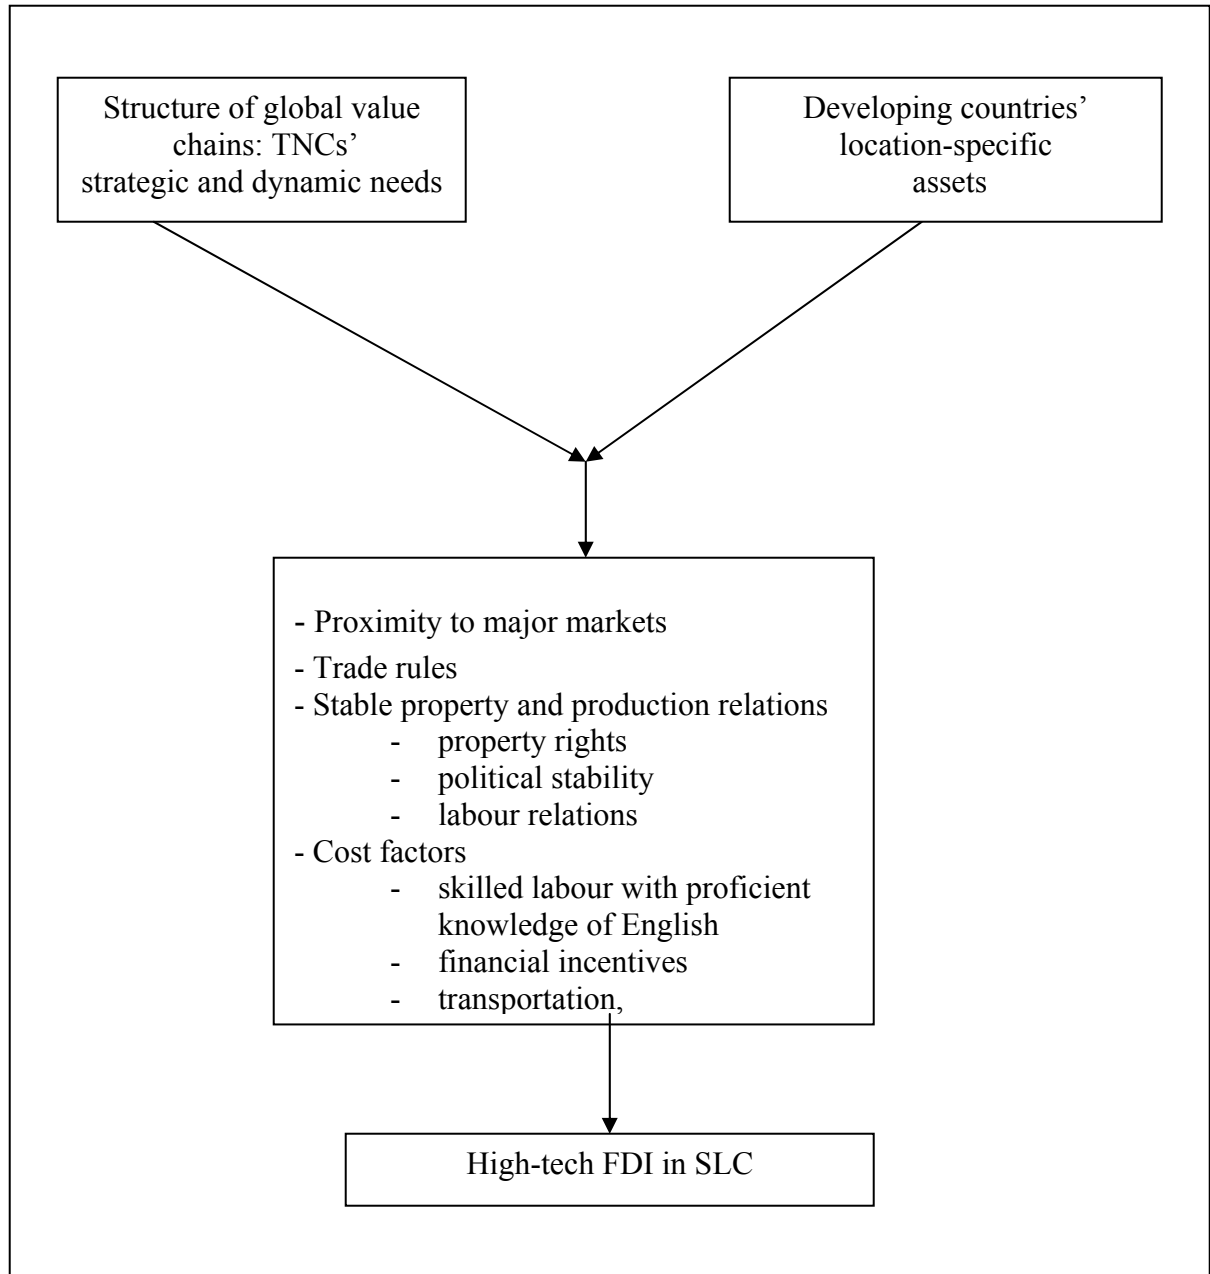 Structure of global value
chains: TNCs’
strategic and dynamic needs
Developing countries’
location-specific
assets
- Proximity to major markets
- Trade rules
- Stable property and production relations
- property rights
- political stability
- labour relations
- Cost factors
- skilled labour with proficient
knowledge of English
- financial incentives
- transportation,
High-tech FDI in SLC